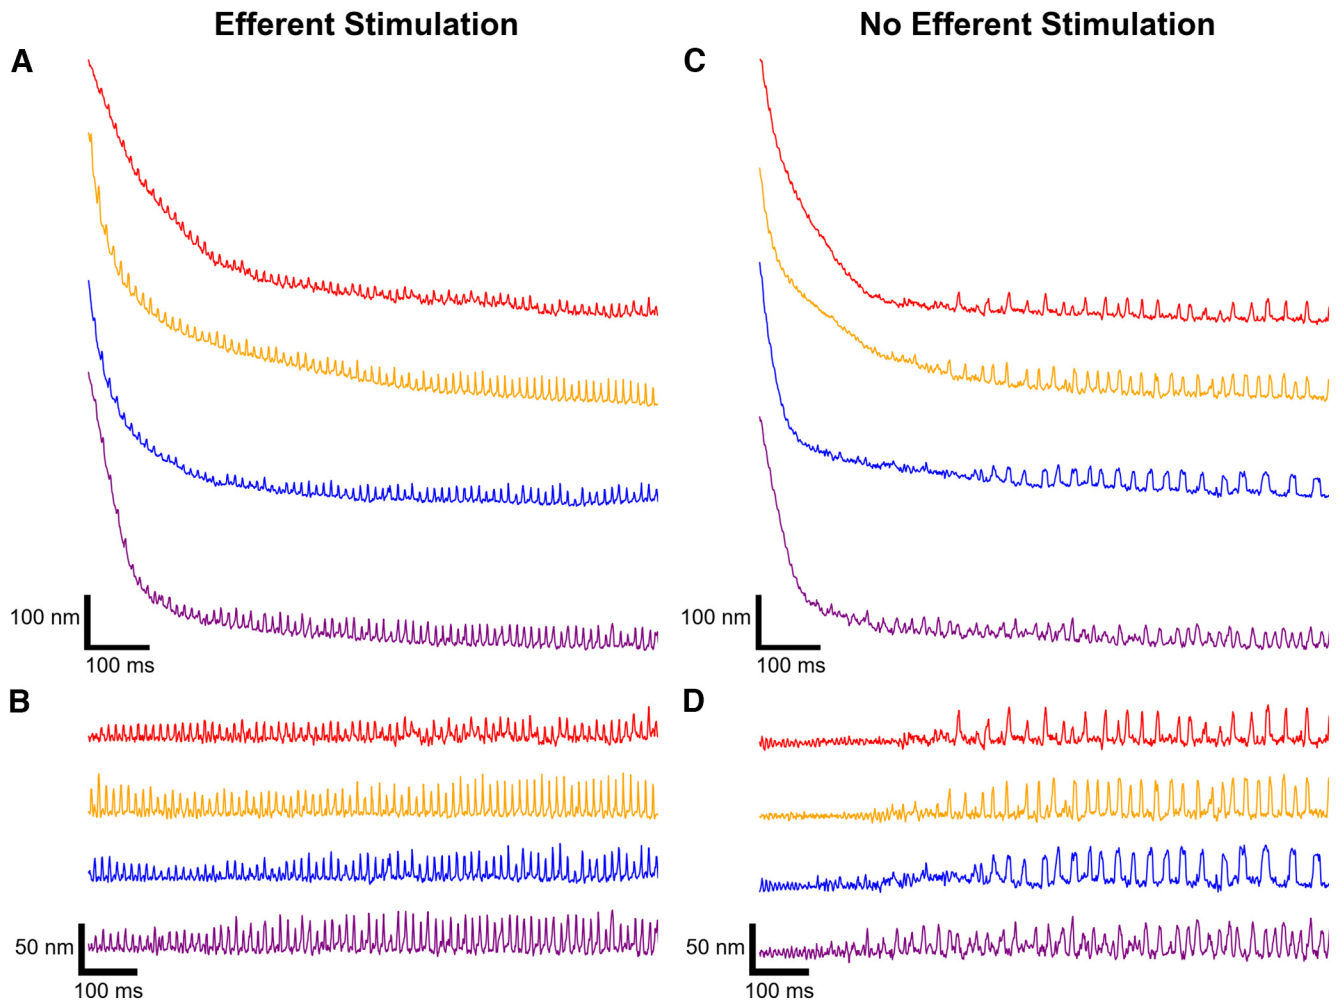 Efferent Stimulation
No Efferent Stimulation
A
C
100 nm
100 ms
100 nm
100 ms
B
D
50 nm
100 ms
50 nm
100 ms